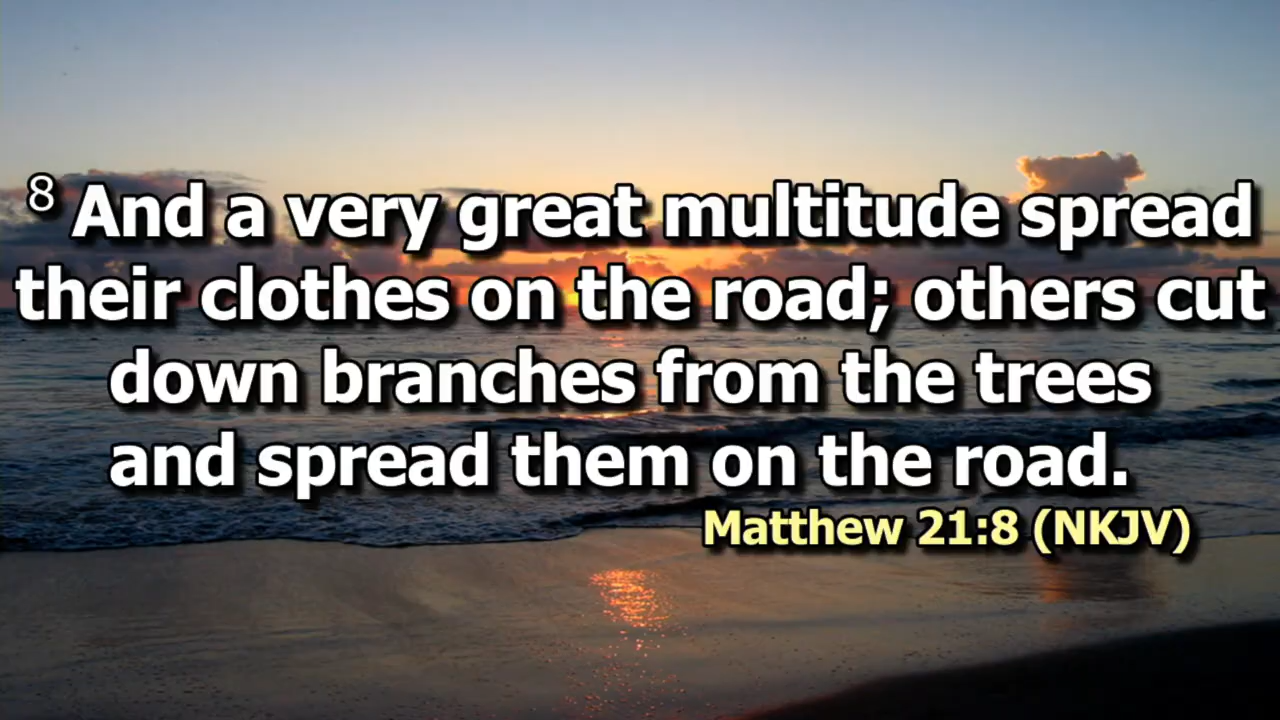 8 And a very great multitude spread
their clothes on the road; others cut
down branches from the trees
and spread them on the road.
Matthew 21:8 (NKJV)